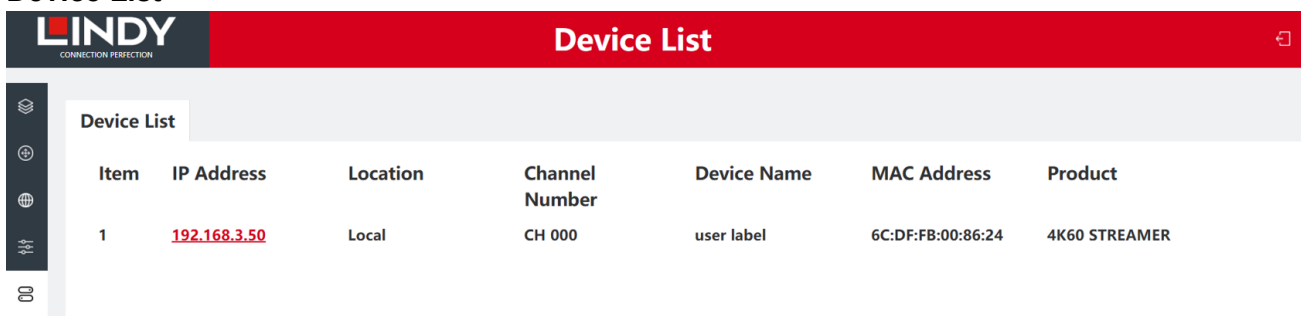 LINDY
CONNECTION PERFECTION
Device List
Device List
Item IP Address Location Channel Number Device Name MAC Address Product
1 192.168.3.50 Local CH 000 user label 6C:DF:FB:00:86:24 4K60 STREAMER